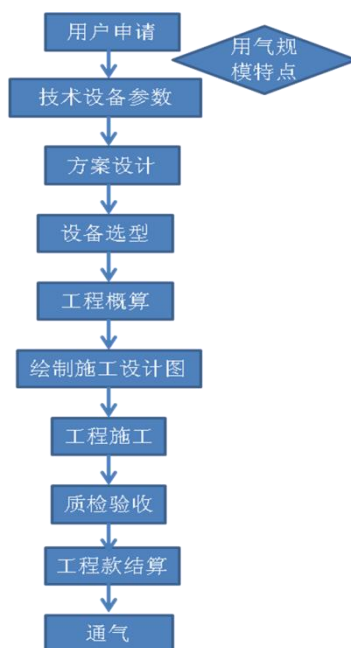 用户申请
用气规
模特点
技术设备参数
方案设计
设备选型
工程概算
绘制施工设计图
工程施工
质检验收
工程款结算
通气